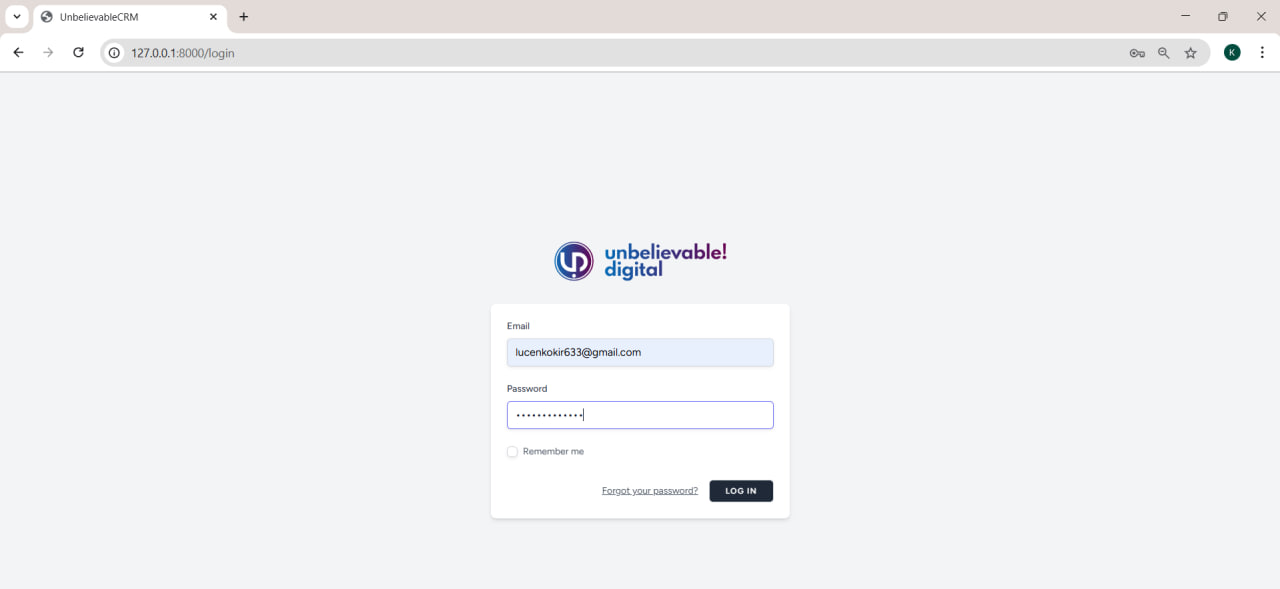 UnbelievableCRM
127.0.0.1:8000/login
K
unbelievable!
digital
Email
lucenkokir633@gmail.com
Password
•••••••••••••
Remember me
Forgot your password?
LOG IN